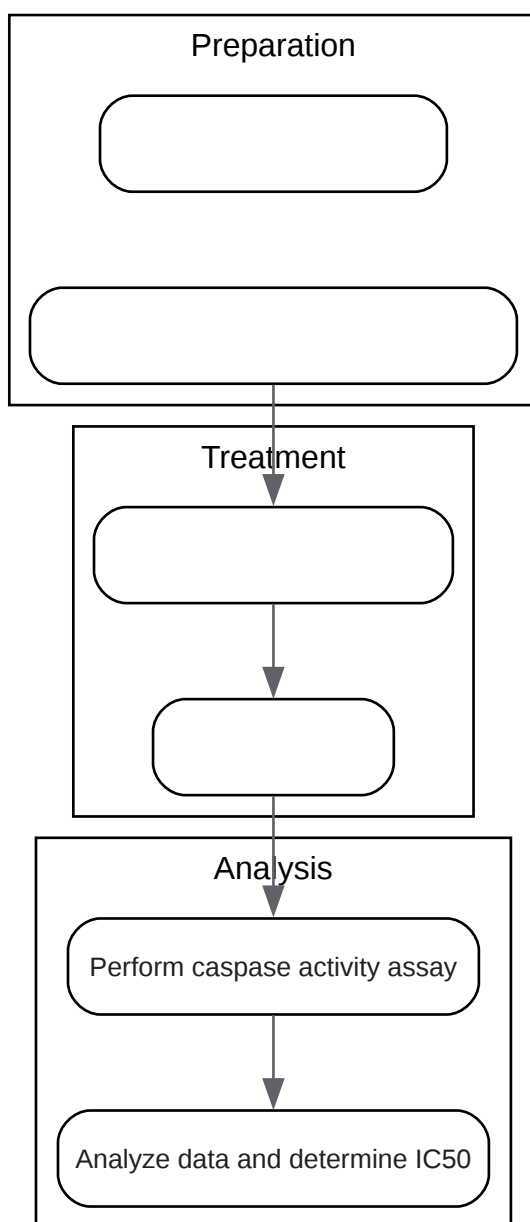 Preparation
Treatment
Analysis
Perform caspase activity assay
Analyze data and determine IC50